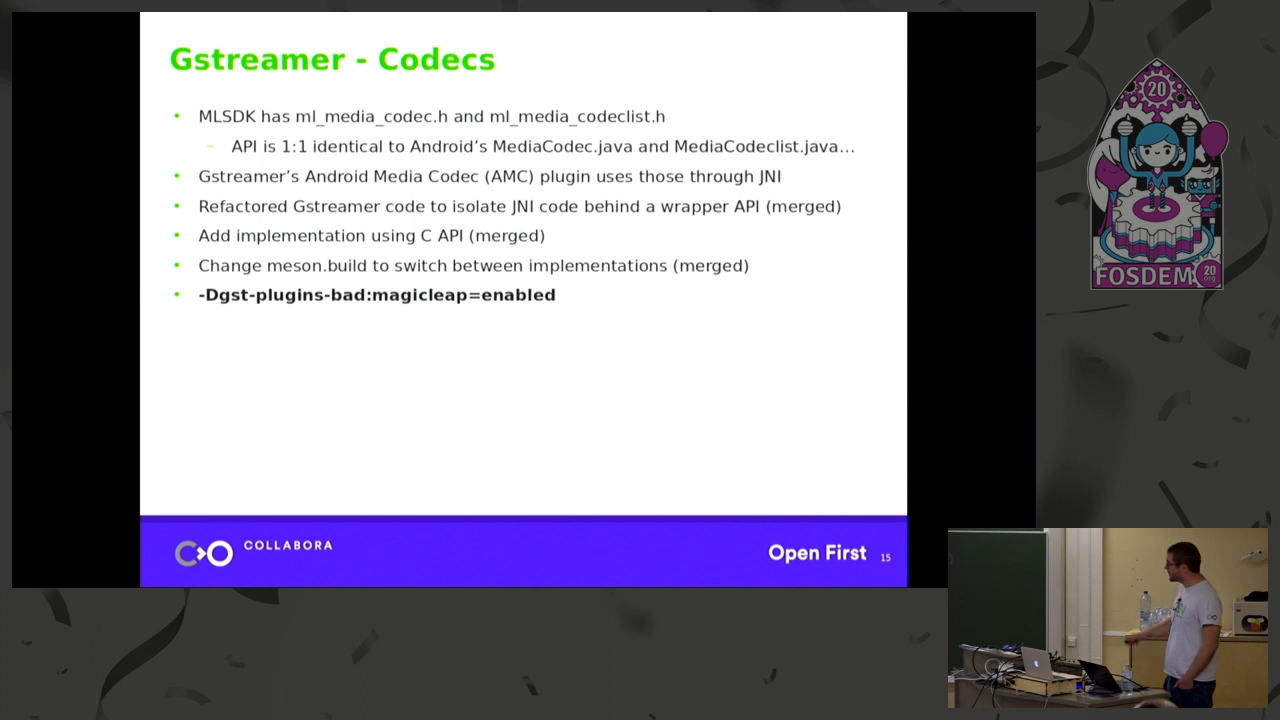 Gstreamer - Codecs
• MLSDK has ml_media_codec.h and ml_media_codeclist.h
– API is 1:1 identical to Android’s MediaCodec.java and MediaCodeclist.java…
• Gstreamer’s Android Media Codec (AMC) plugin uses those through JNI
• Refactored Gstreamer code to isolate JNI code behind a wrapper API (merged)
• Add implementation using C API (merged)
• Change meson.build to switch between implementations (merged)
• -Dgst-plugins-bad:magicleap=enabled
COLLABORA
Open First 15
20
FOSDEM 20
.org